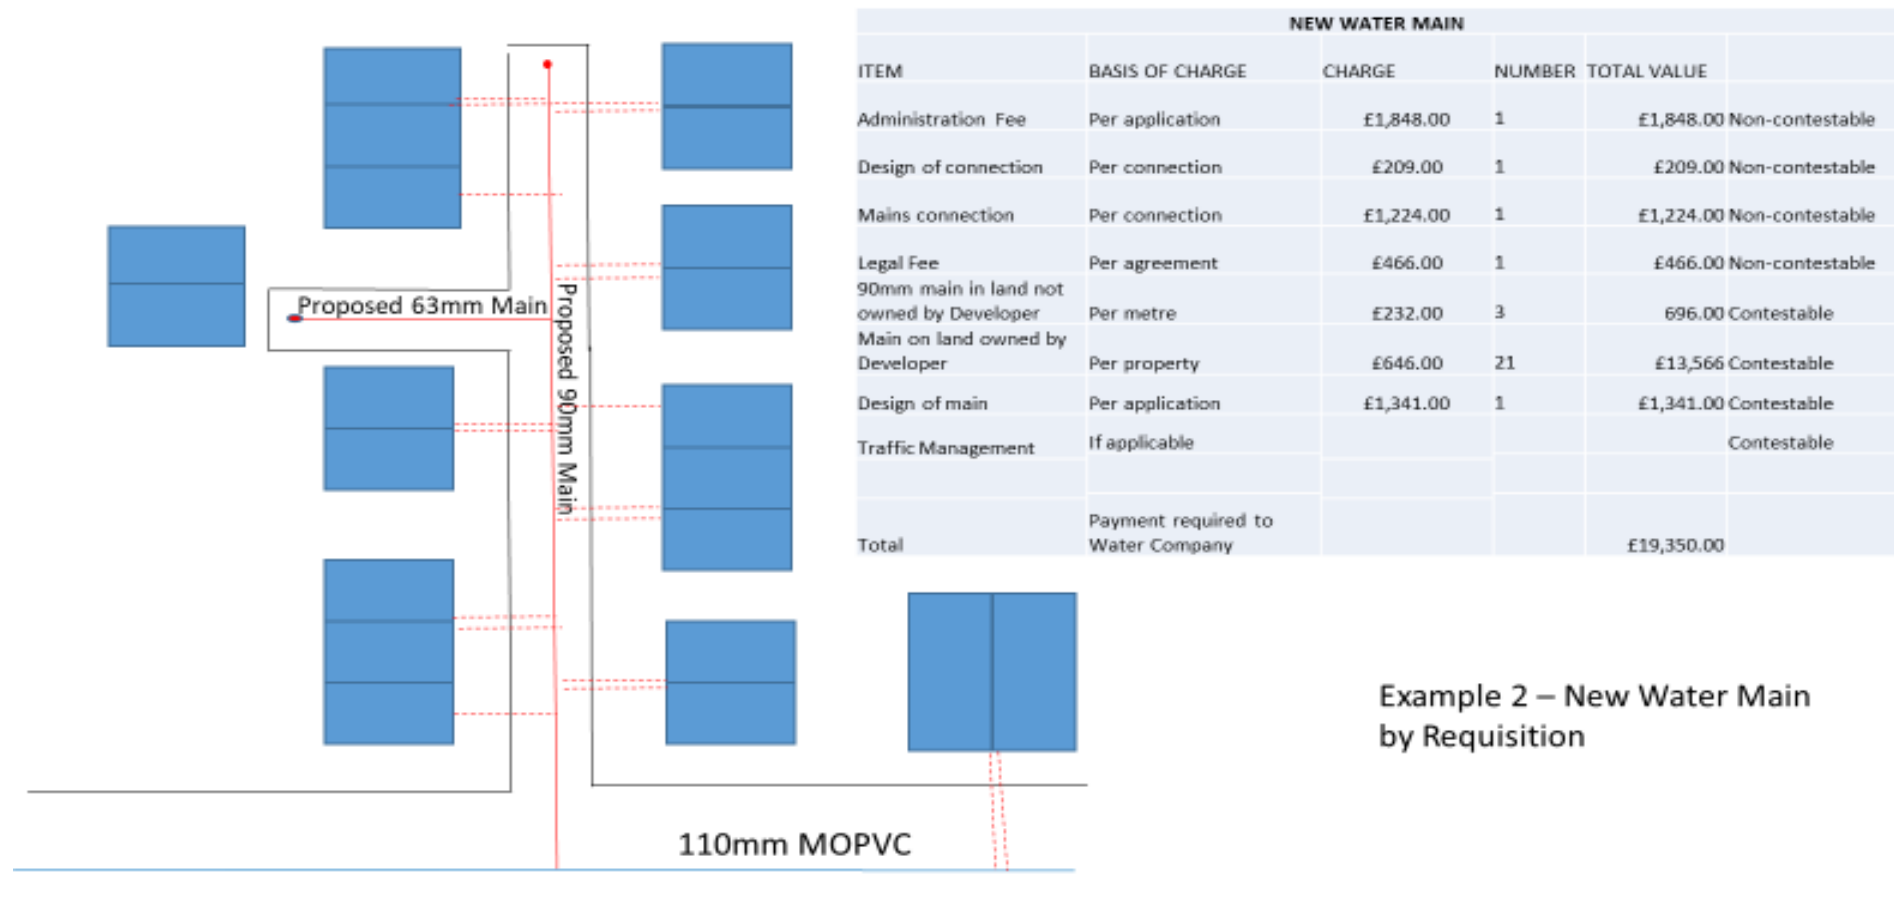 NEW WATER MAIN
ITEM BASIS OF CHARGE CHARGE NUMBER TOTAL VALUE
Administration Fee Per application £1,848.00 1 £1,848.00 Non-contestable
Design of connection Per connection £209.00 1 £209.00 Non-contestable
Mains connection Per connection £1,224.00 1 £1,224.00 Non-contestable
Legal Fee Per agreement £466.00 1 £466.00 Non-contestable
90mm main in land not
owned by Developer Per metre £232.00 3 696.00 Contestable
Main on land owned by
Developer Per property £646.00 21 £13,566 Contestable
Design of main Per application £1,341.00 1 £1,341.00 Contestable
Traffic Management If applicable Contestable
Payment required to
Total Water Company £19,350.00
Proposed 63mm Main
Proposed 90mm Main
110mm MOPVC
Example 2 – New Water Main
by Requisition